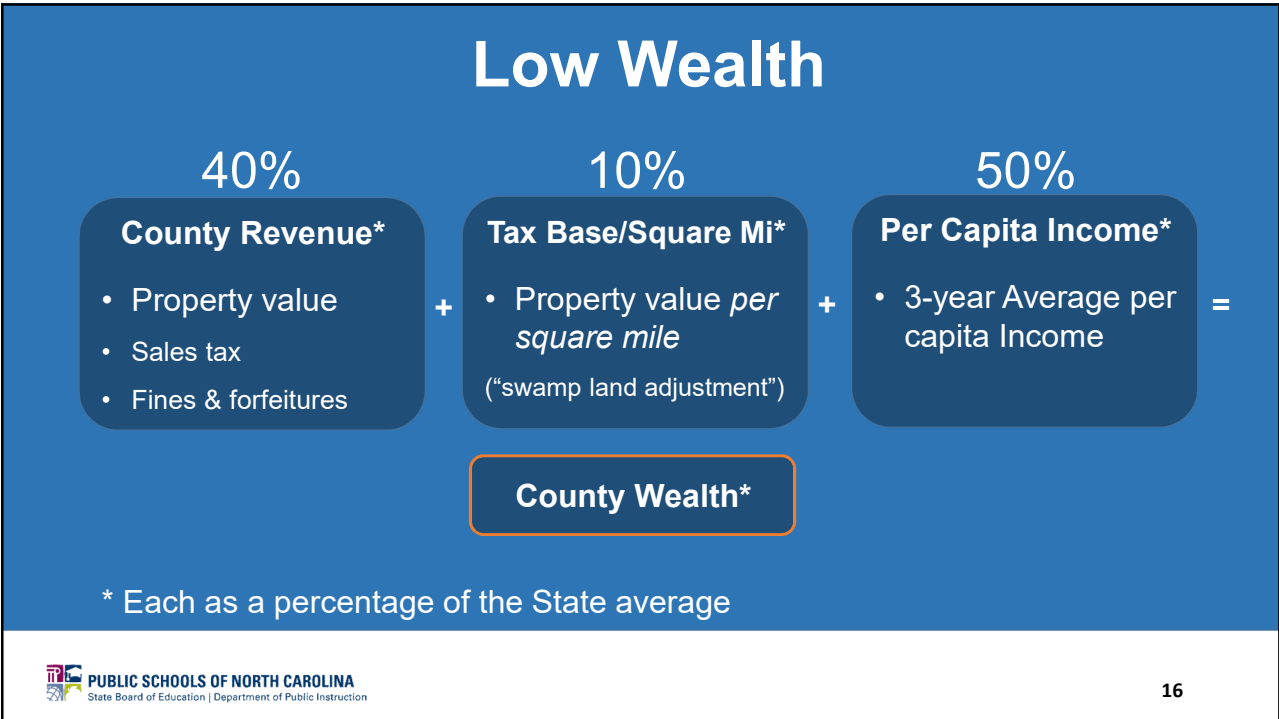 Low Wealth
40%
County Revenue*
• Property value
• Sales tax
• Fines & forfeitures
+
10%
Tax Base/Square Mi*
• Property value per
square mile
(“swamp land adjustment”)
+
50%
Per Capita Income*
• 3-year Average per
capita Income
=
County Wealth*
* Each as a percentage of the State average
PUBLIC SCHOOLS OF NORTH CAROLINA
State Board of Education | Department of Public Instruction
16